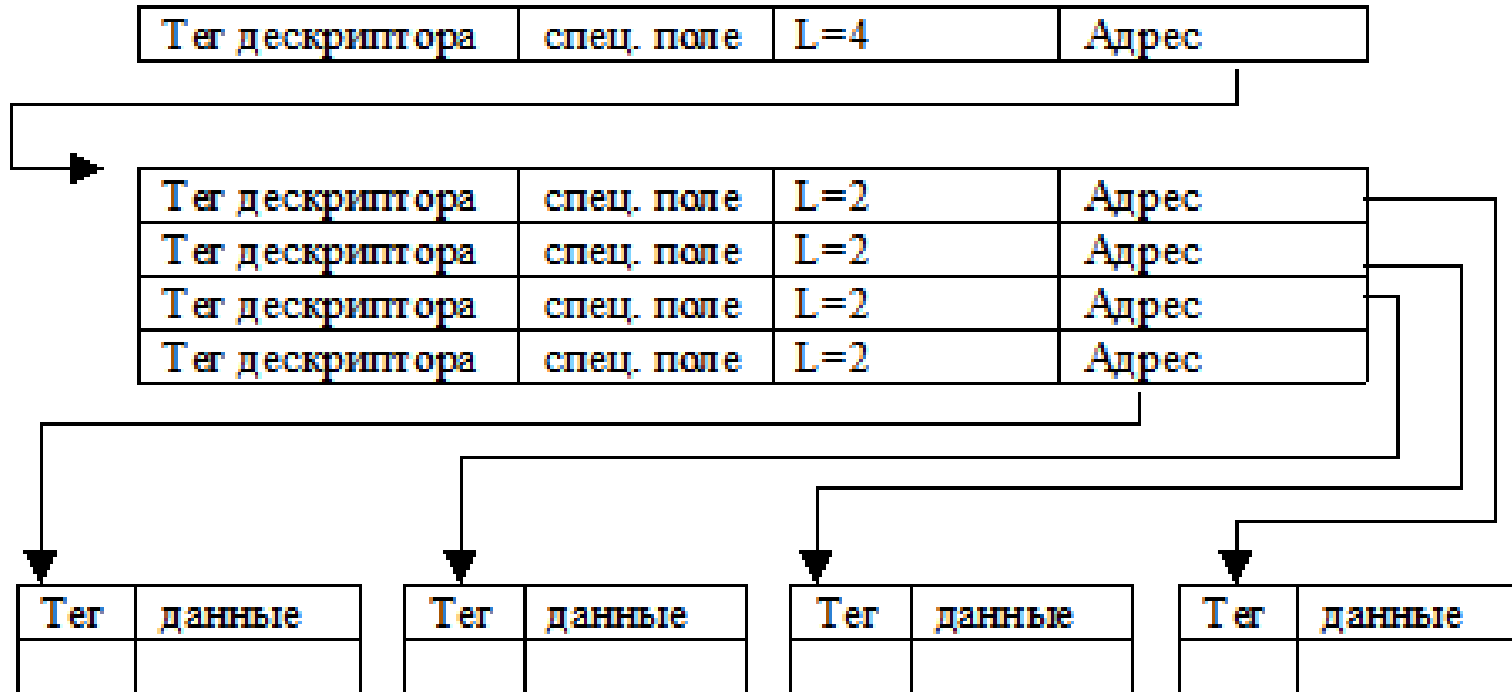 Тег дескриптора спец. поле L=4 Адрес
Тег дескриптора спец. поле L=2 Адрес
Тег дескриптора спец. поле L=2 Адрес
Тег дескриптора спец. поле L=2 Адрес
Тег дескриптора спец. поле L=2 Адрес
Тег данные Тег данные Тег данные Тег данные